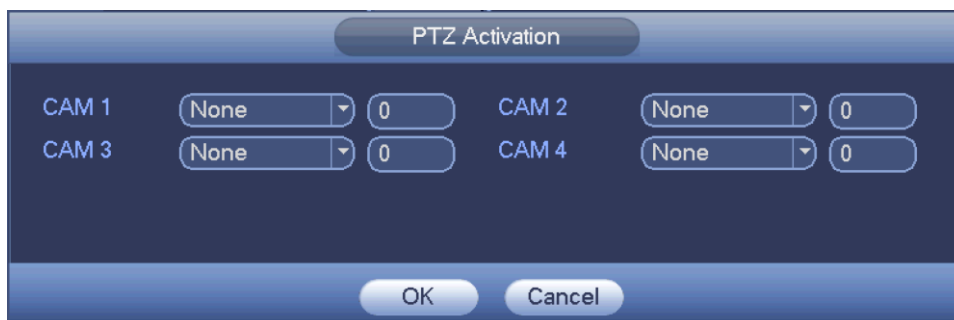 PTZ Activation
CAM 1 None 0 CAM 2 None 0
CAM 3 None 0 CAM 4 None 0
OK Cancel